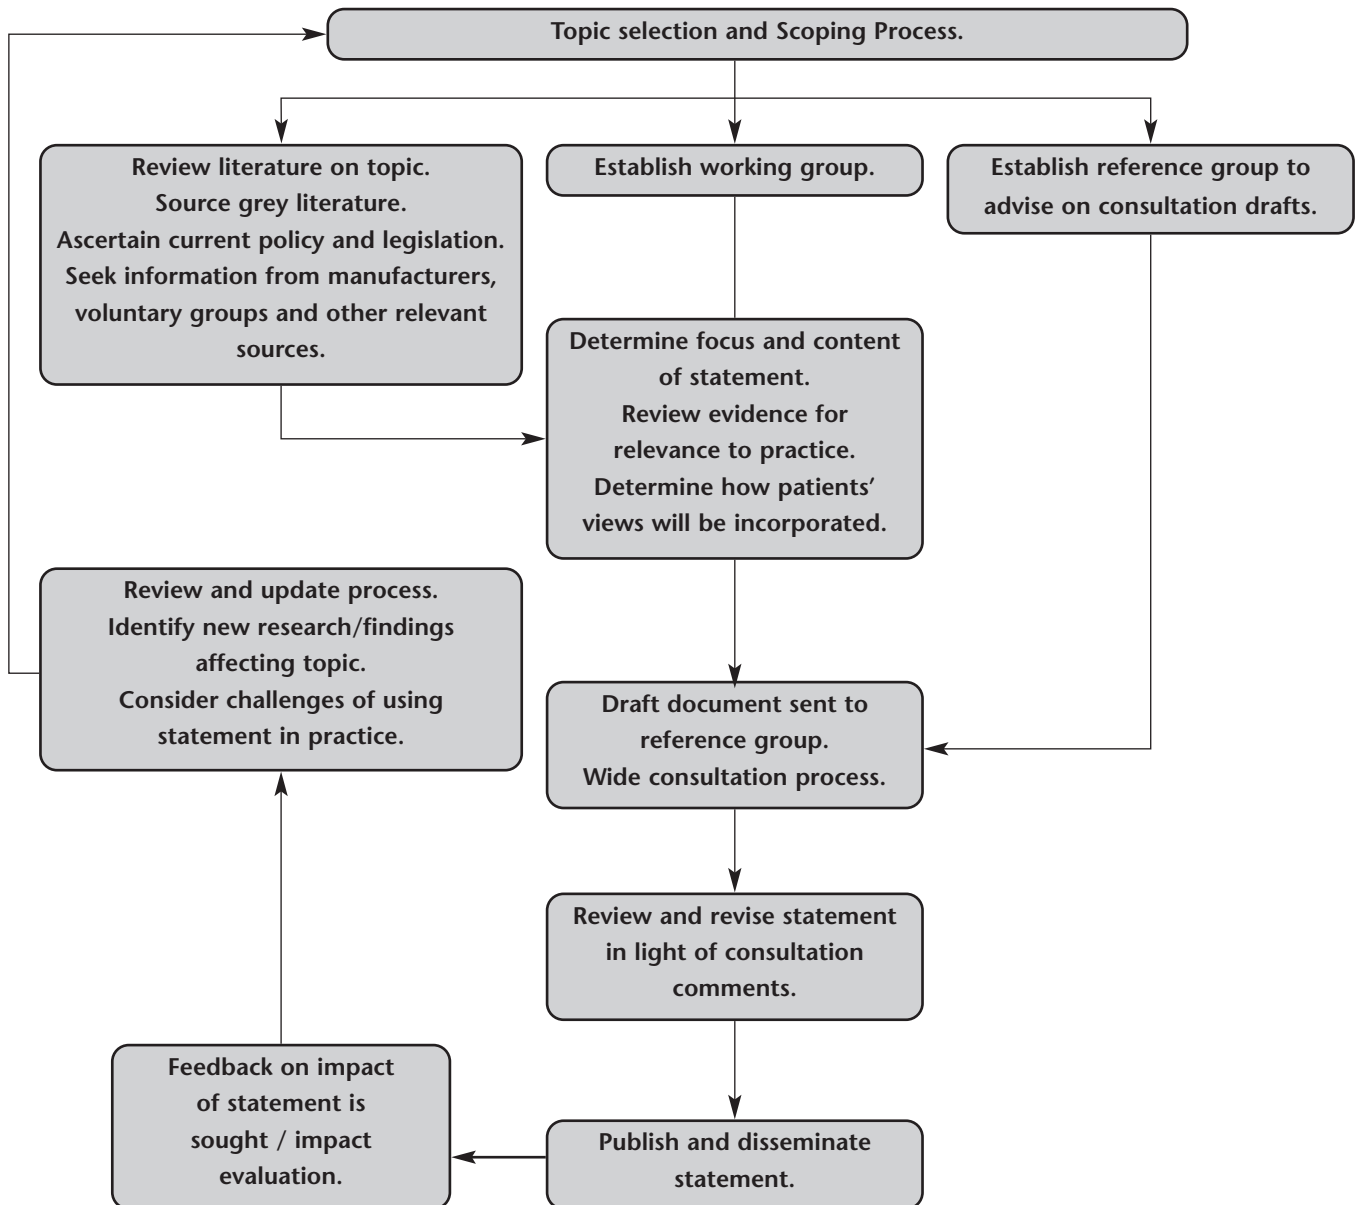 Topic selection and Scoping Process.
Review literature on topic.
Source grey literature.
Ascertain current policy and legislation.
Seek information from manufacturers,
voluntary groups and other relevant
sources.
Establish working group.
Establish reference group to
advise on consultation drafts.
Determine focus and content
of statement.
Review evidence for
relevance to practice.
Determine how patients’
views will be incorporated.
Review and update process.
Identify new research/findings
affecting topic.
Consider challenges of using
statement in practice.
Draft document sent to
reference group.
Wide consultation process.
Review and revise statement
in light of consultation
comments.
Feedback on impact
of statement is
sought / impact
evaluation.
Publish and disseminate
statement.